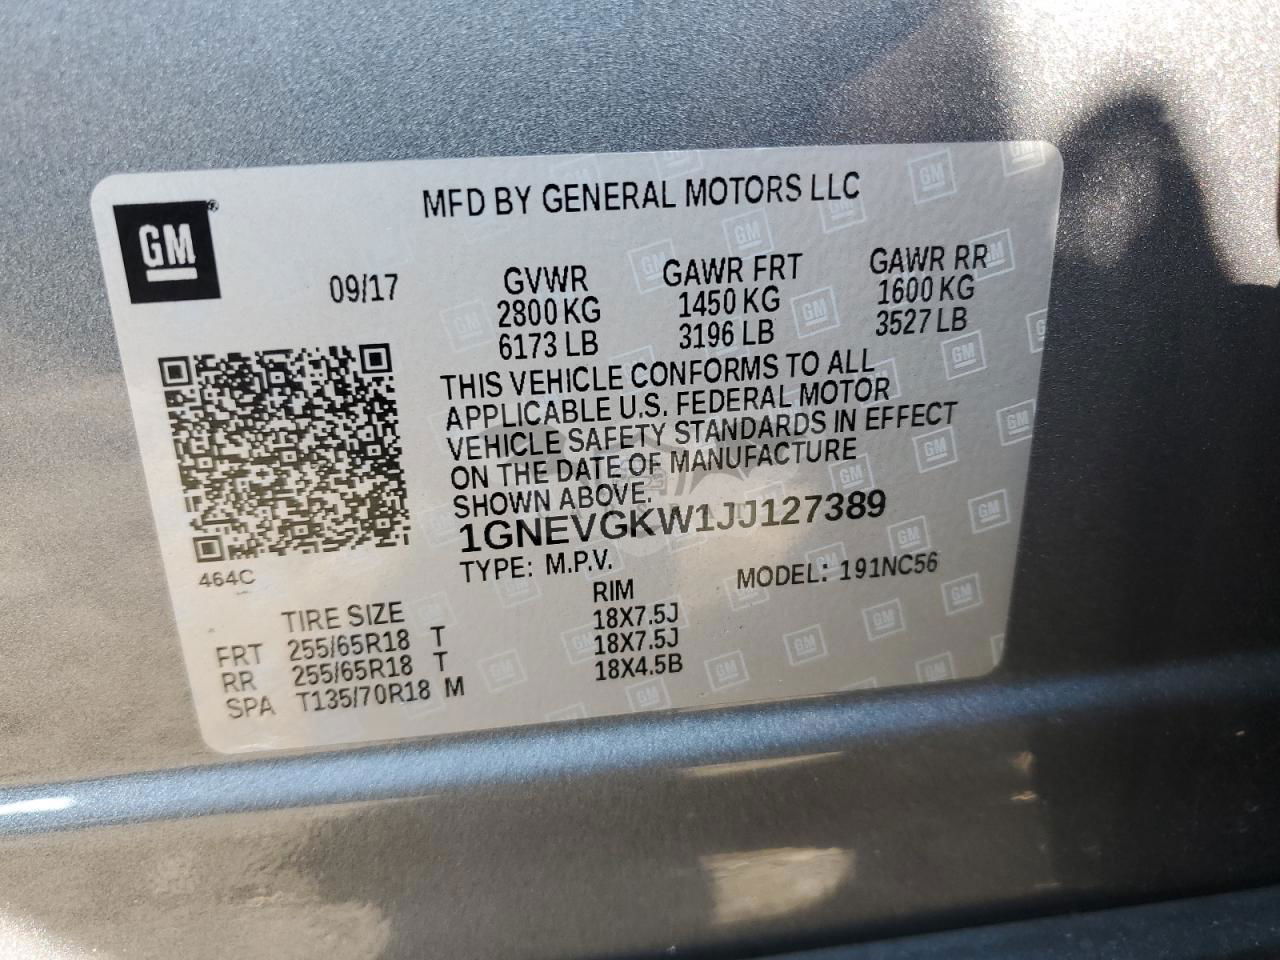 GM
MFD BY GENERAL MOTORS LLC
09/17
GVWR GAWR FRT GAWR RR
2800 KG 1450 KG 1600 KG
6173 LB 3196 LB 3527 LB
THIS VEHICLE CONFORMS TO ALL
APPLICABLE U.S. FEDERAL MOTOR
VEHICLE SAFETY STANDARDS IN EFFECT
ON THE DATE OF MANUFACTURE
SHOWN ABOVE.
1GNEVGKW1JJ127389
TYPE: M.P.V. MODEL: 191NC56
464C
TIRE SIZE RIM
FRT 255/65R18 T 18X7.5J
RR 255/65R18 T 18X7.5J
SPA T135/70R18 M 18X4.5B